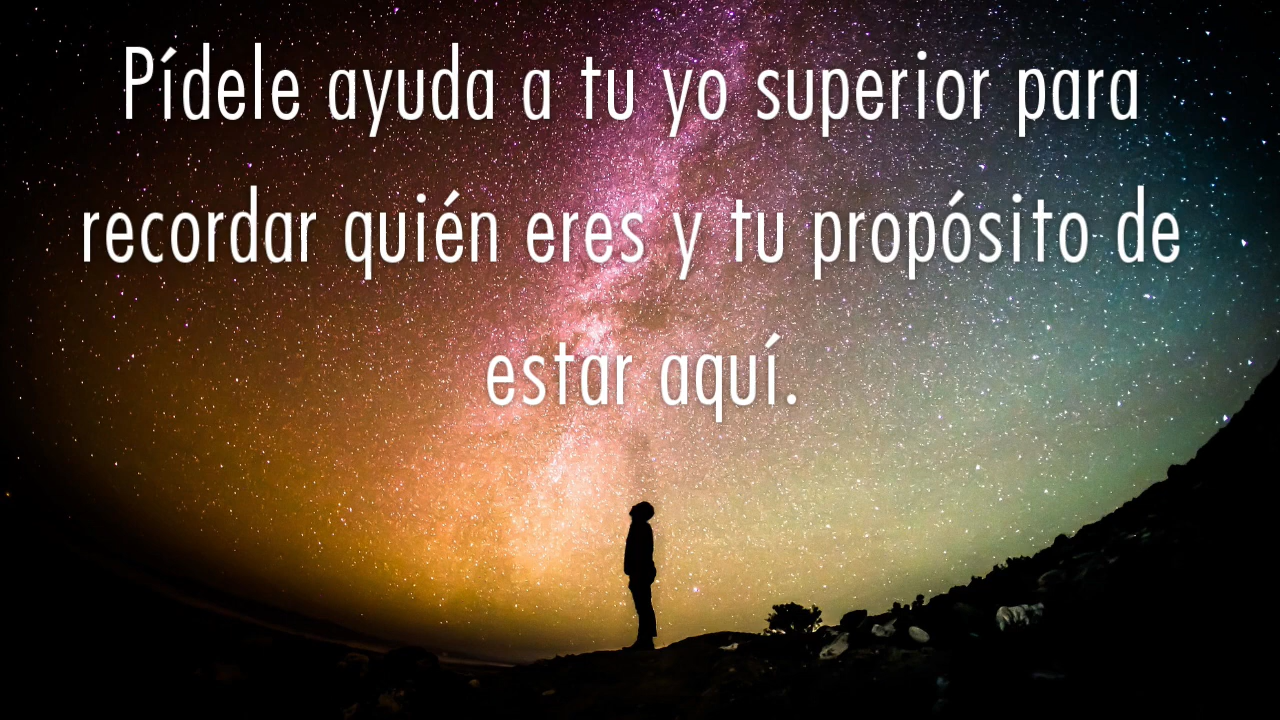 Pídele ayuda a tu yo superior para
recordar quién eres y tu propósito de
estar aquí.